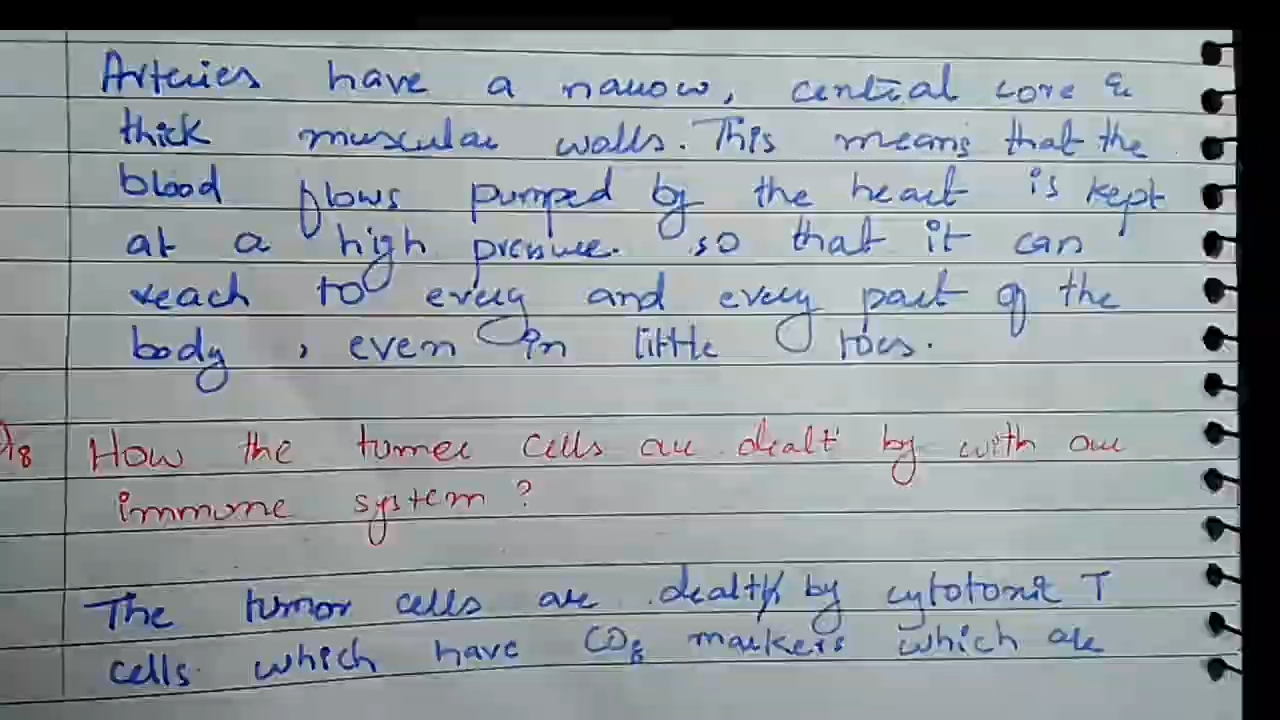 Arteries have a narrow, central core &
thick muscular walls. This means that the
blood flows pumped by the heart is kept
at a high pressure. so that it can
reach to every and every part of the
body, even in little toes.
18 How the tumer cells are dealt by with our
immune system?
The tumor cells are dealt by cytotoxic T
cells. which have CD8 markers which are